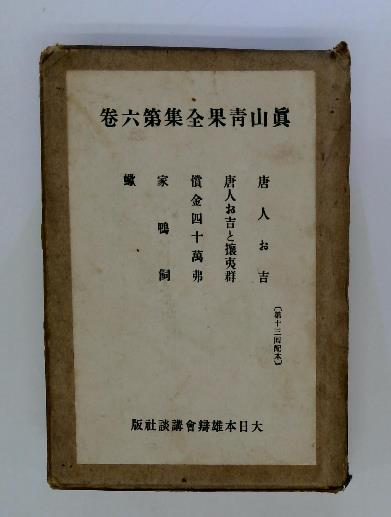 眞山青果全集第六卷
唐人お吉
唐人お吉と攘夷群
償金四十萬弗
家鴨飼
蠍
(第十三回配本)
大日本雄辯會講談社版